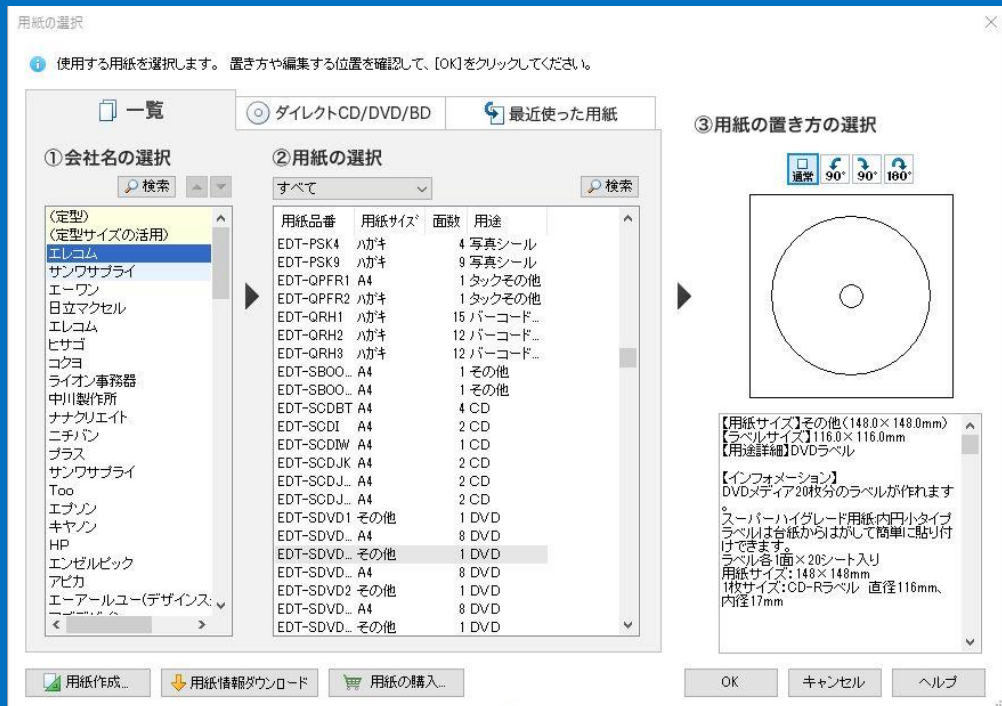 用紙の選択
使用する用紙を選択します。 置き方や編集する位置を確認して、[OK]をクリックしてください。
一覧
ダイレクトCD/DVD/BD
最近使った用紙
①会社名の選択
検索
(定型)
(定型サイズの活用)
エレコム
サンワサプライ
エーワン
日立マクセル
エレコム
ヒサゴ
コクヨ
ライオン事務器
中川製作所
ナナクリエイト
ニチバン
プラス
サンワサプライ
Too
エプソン
キヤノン
HP
エンゼルピック
アピカ
エーアールユー(デザインス
②用紙の選択
すべて
検索
用紙品番 用紙サイズ 面数 用途
EDT-PSK4 ハガキ 4 写真シール
EDT-PSK9 ハガキ 9 写真シール
EDT-QPFR1 A4 1 タックその他
EDT-QPFR2 ハガキ 1 タックその他
EDT-QRH1 ハガキ 15 バーコード...
EDT-QRH2 ハガキ 12 バーコード...
EDT-QRH3 ハガキ 12 バーコード...
EDT-SBOO... A4 1 その他
EDT-SBOO... A4 1 その他
EDT-SCDBT A4 4 CD
EDT-SCDI A4 2 CD
EDT-SCDIW A4 1 CD
EDT-SCDJK A4 2 CD
EDT-SCDJ... A4 2 CD
EDT-SCDJ... A4 2 CD
EDT-SDVD1 その他 1 DVD
EDT-SDVD... A4 8 DVD
EDT-SDVD... その他 1 DVD
EDT-SDVD... A4 8 DVD
EDT-SDVD2 その他 1 DVD
EDT-SDVD... A4 8 DVD
EDT-SDVD... その他 1 DVD
③用紙の置き方の選択
通常 90° 90° 180°
【用紙サイズ】その他(148.0×148.0mm)
【ラベルサイズ】116.0×116.0mm
【用途詳細】DVDラベル
【インフォメーション】
DVDメディア20枚分のラベルが作れます
。
スーパーハイグレード用紙:内円小タイプ
ラベルは台紙からはがして簡単に貼り付
けできます。
ラベル各1面×20シート入り
用紙サイズ:148×148mm
1枚サイズ:CD-Rラベル 直径116mm、
内径17mm
用紙作成...
用紙情報ダウンロード
用紙の購入...
OK
キャンセル
ヘルプ